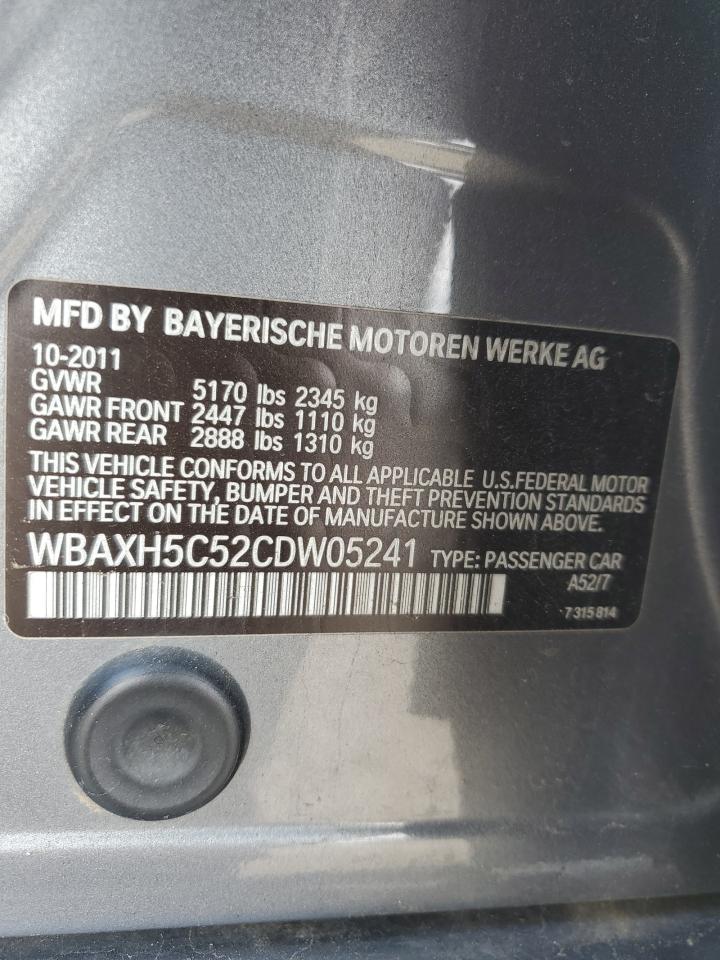 MFD BY BAYERISCHE MOTOREN WERKE AG
10-2011
GVWR 5170 lbs 2345 kg
GAWR FRONT 2447 lbs 1110 kg
GAWR REAR 2888 lbs 1310 kg
THIS VEHICLE CONFORMS TO ALL APPLICABLE U.S.FEDERAL MOTOR
VEHICLE SAFETY, BUMPER AND THEFT PREVENTION STANDARDS
IN EFFECT ON THE DATE OF MANUFACTURE SHOWN ABOVE.
WBAXH5C52CDW05241 TYPE: PASSENGER CAR
A52/7
7 315 814